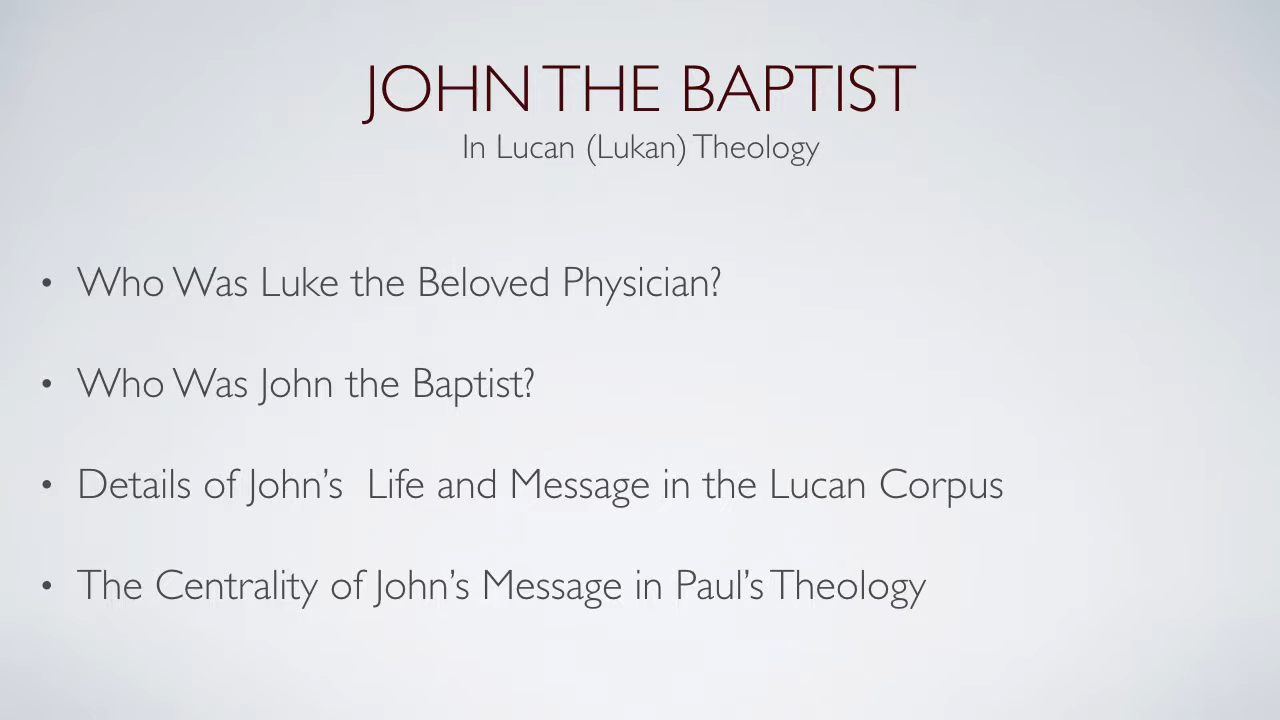 JOHN THE BAPTIST
In Lucan (Lukan) Theology
• Who Was Luke the Beloved Physician?
• Who Was John the Baptist?
• Details of John’s  Life and Message in the Lucan Corpus
• The Centrality of John’s Message in Paul’s Theology